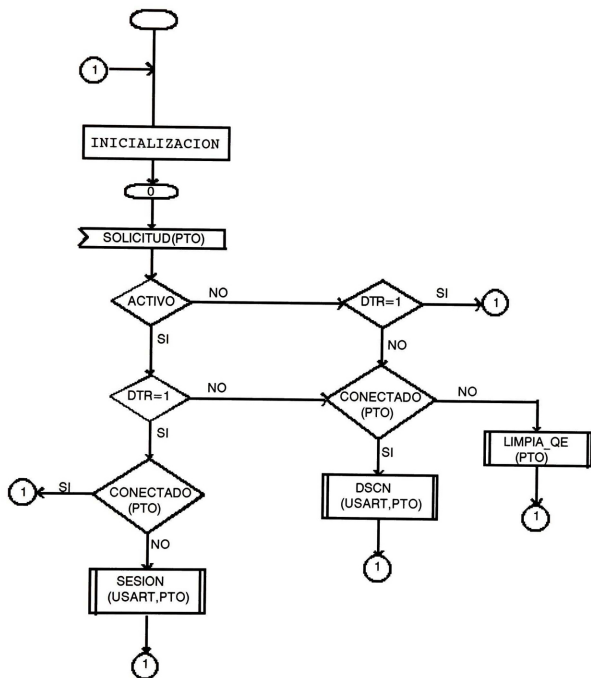 1
INICIALIZACION
0
SOLICITUD(PTO)
ACTIVO
NO
DTR=1
SI
1
SI
NO
DTR=1
NO
CONECTADO
(PTO)
NO
SI
SI
LIMPIA_QE
(PTO)
1
SI
CONECTADO
(PTO)
DSCN
(USART,PTO)
1
NO
1
SESION
(USART,PTO)
1